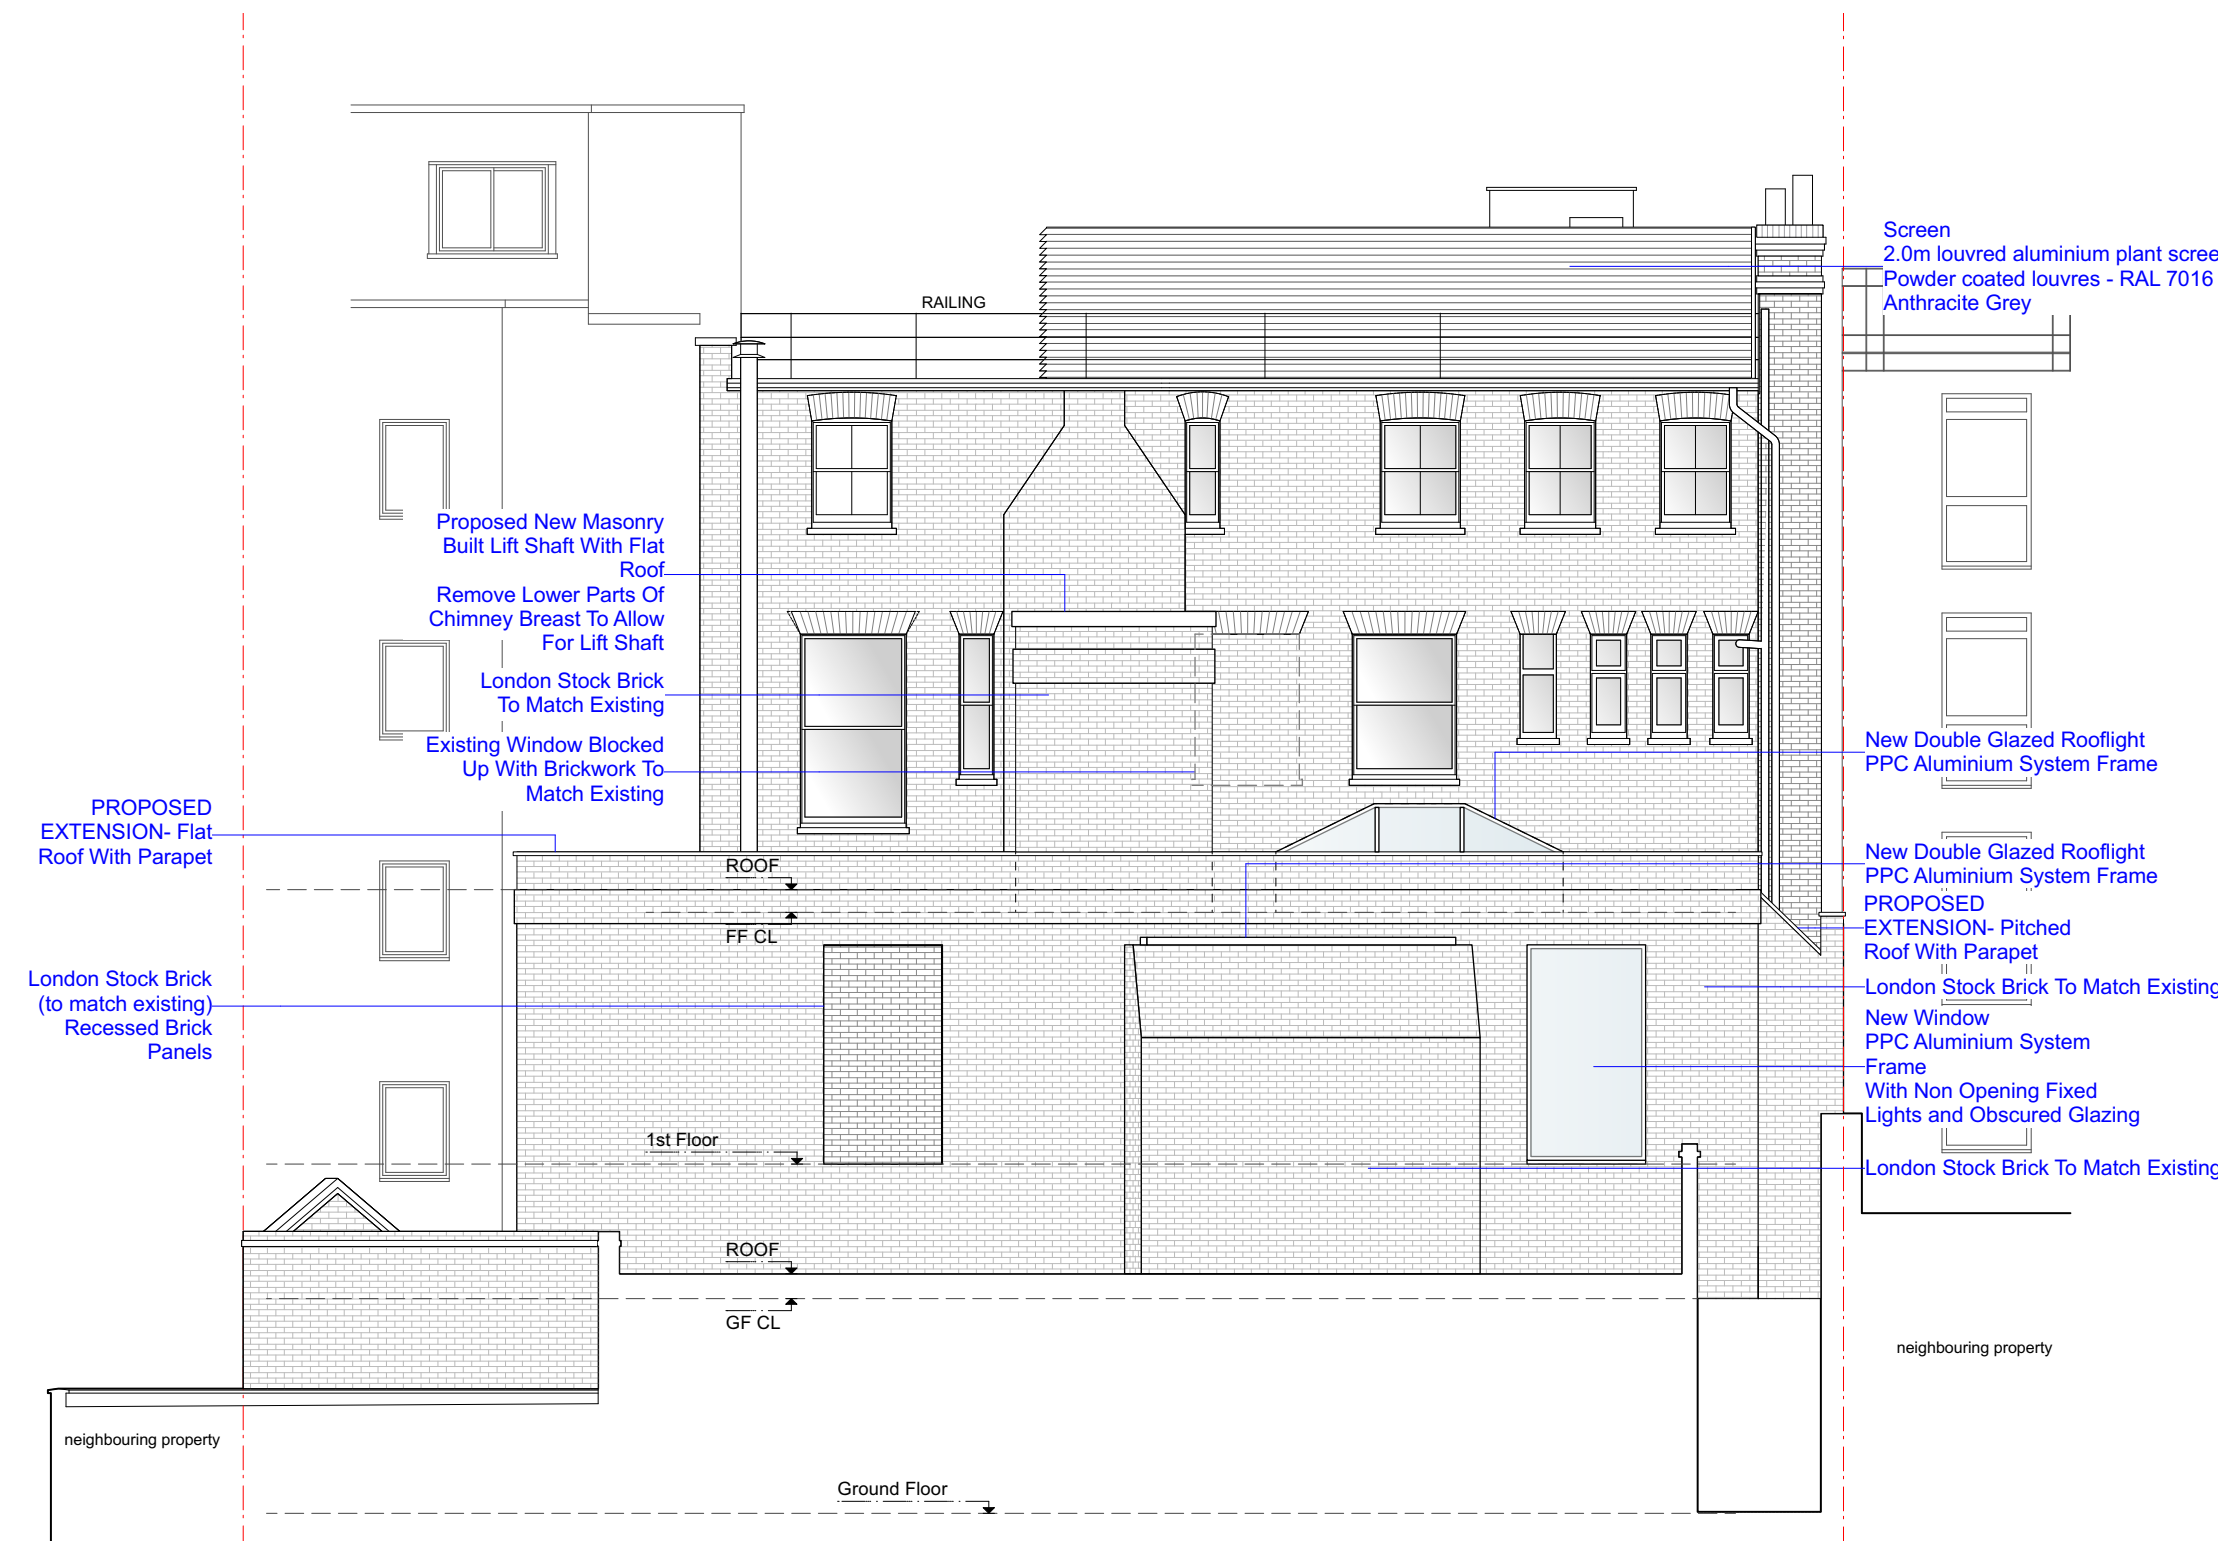 Screen
2.0m louvred aluminium plant scree
Powder coated louvres - RAL 7016
Anthracite Grey
RAILING
Proposed New Masonry
Built Lift Shaft With Flat
Roof
Remove Lower Parts Of
Chimney Breast To Allow
For Lift Shaft
London Stock Brick
To Match Existing
Existing Window Blocked
Up With Brickwork To
Match Existing
New Double Glazed Rooflight
PPC Aluminium System Frame
PROPOSED
EXTENSION- Flat
Roof With Parapet
ROOF
FF CL
New Double Glazed Rooflight
PPC Aluminium System Frame
PROPOSED
EXTENSION- Pitched
Roof With Parapet
London Stock Brick
(to match existing)
Recessed Brick
Panels
London Stock Brick To Match Existing
New Window
PPC Aluminium System
Frame
With Non Opening Fixed
Lights and Obscured Glazing
1st Floor
London Stock Brick To Match Existing
ROOF
GF CL
neighbouring property
neighbouring property
Ground Floor